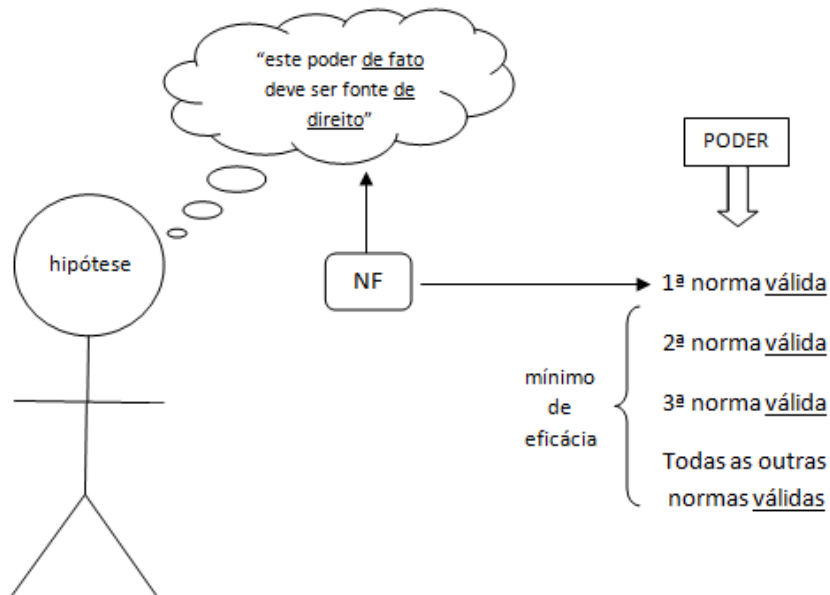 “este poder de fato
deve ser fonte de
direito”
PODER
hipótese
NF
1ª norma válida
2ª norma válida
mínimo
de
eficácia
3ª norma válida
Todas as outras
normas válidas